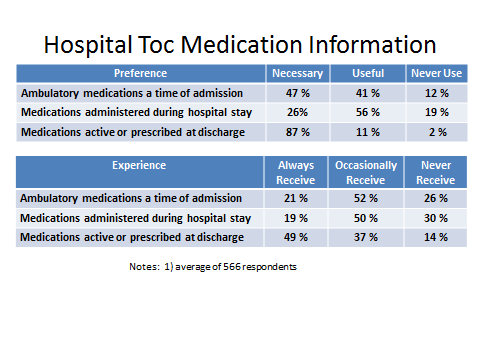 Hospital Toc Medication Information
Preference Necessary Useful Never Use
Ambulatory medications a time of admission 47 % 41 % 12 %
Medications administered during hospital stay 26% 56 % 19 %
Medications active or prescribed at discharge 87 % 11 % 2 %
Experience Always Receive Occasionally Receive Never Receive
Ambulatory medications a time of admission 21 % 52 % 26 %
Medications administered during hospital stay 19 % 50 % 30 %
Medications active or prescribed at discharge 49 % 37 % 14 %
Notes: 1) average of 566 respondents